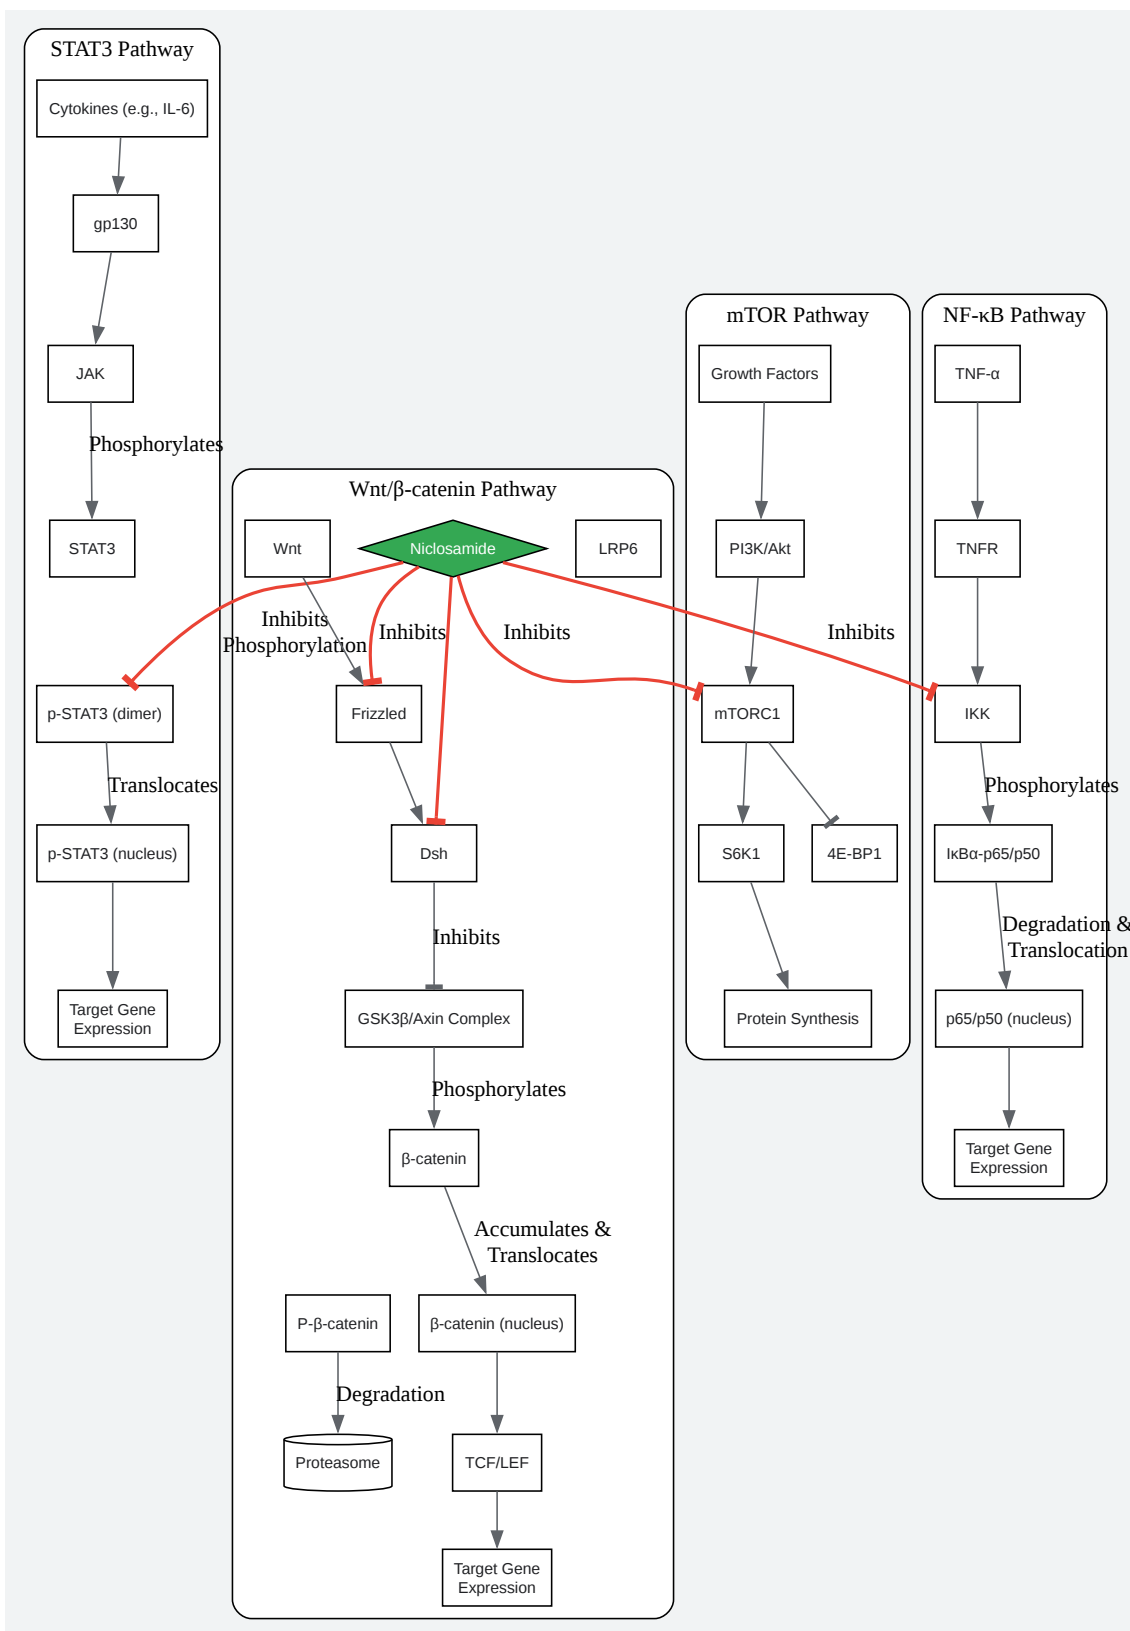 STAT3 Pathway
Cytokines (e.g., IL-6)
gp130
JAK
Phosphorylates
STAT3
p-STAT3 (dimer)
Translocates
p-STAT3 (nucleus)
Target Gene
Expression
Wnt/β-catenin Pathway
Wnt
Niclosamide
LRP6
Inhibits
Phosphorylation
Inhibits
Inhibits
Inhibits
Frizzled
Dsh
Inhibits
GSK3β/Axin Complex
Phosphorylates
β-catenin
Accumulates &
Translocates
P-β-catenin
β-catenin (nucleus)
Degradation
Proteasome
TCF/LEF
Target Gene
Expression
mTOR Pathway
Growth Factors
PI3K/Akt
mTORC1
S6K1
4E-BP1
Protein Synthesis
NF-κB Pathway
TNF-α
TNFR
IKK
Phosphorylates
IκBα-p65/p50
Degradation &
Translocation
p65/p50 (nucleus)
Target Gene
Expression